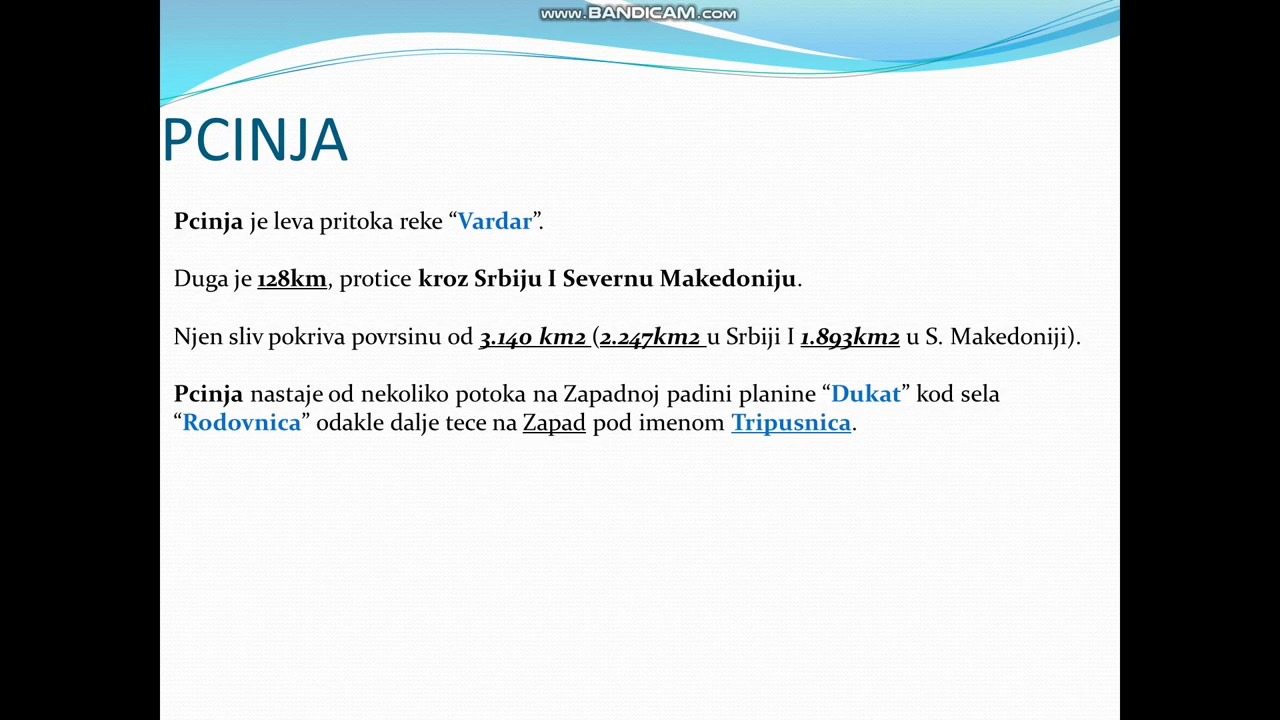 www.BANDICAM.com
PCINJA
Pcinja je leva pritoka reke “Vardar”.
Duga je 128km, protice kroz Srbiju I Severnu Makedoniju.
Njen sliv pokriva povrsinu od 3.140 km2 (2.247km2 u Srbiji I 1.893km2 u S. Makedoniji).
Pcinja nastaje od nekoliko potoka na Zapadnoj padini planine “Dukat” kod sela
“Rodovnica” odakle dalje tece na Zapad pod imenom Tripusnica.